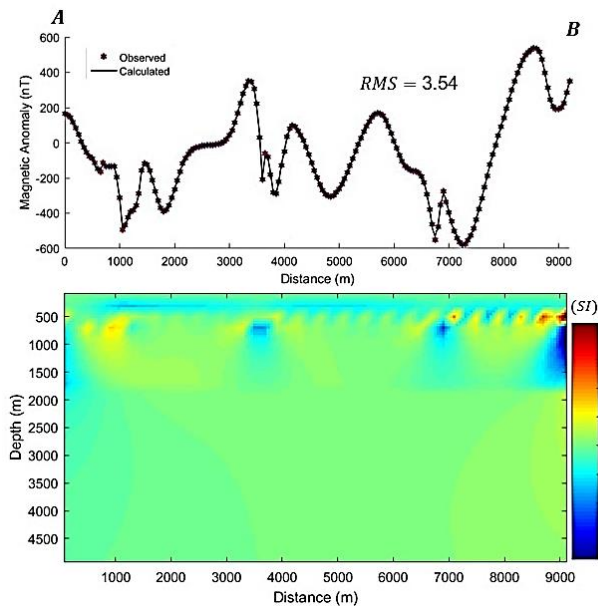 A
B
600
400
200
0
-200
-400
-600
Magnetic Anomaly (nT)
Observed
Calculated
RMS = 3.54
0 1000 2000 3000 4000 5000 6000 7000 8000 9000
Distance (m)
500
1000
1500
2000
2500
3000
3500
4000
4500
Depth (m)
(SI)
1000 2000 3000 4000 5000 6000 7000 8000 9000
Distance (m)